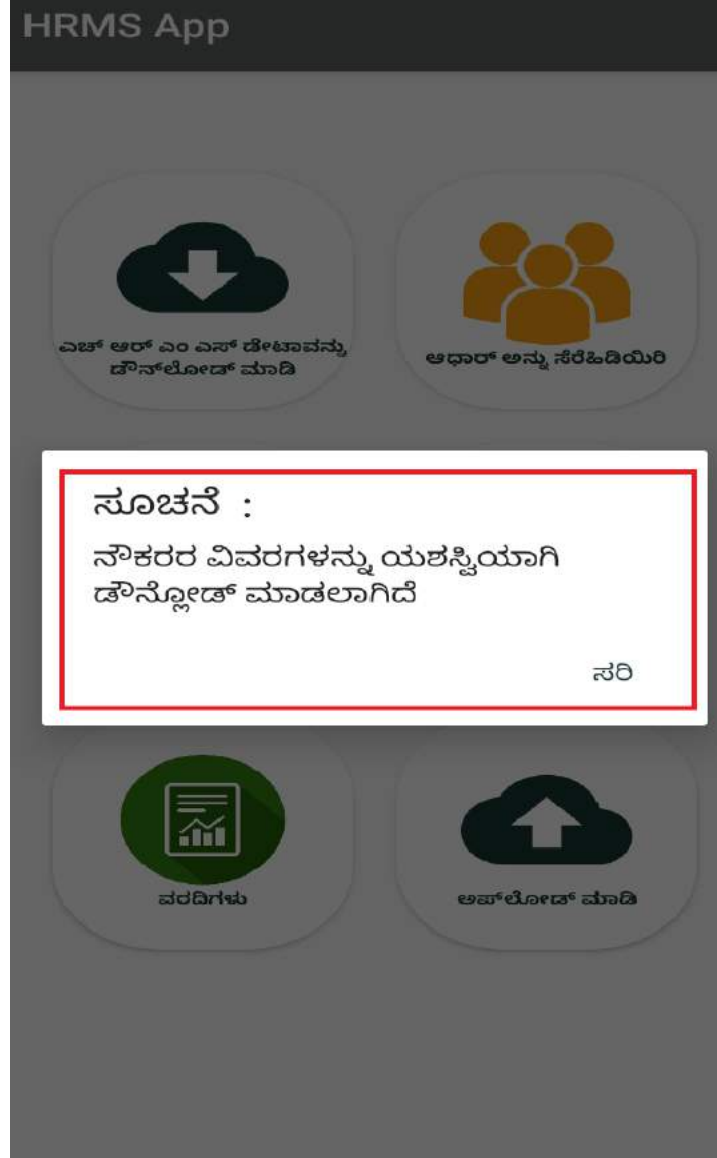 HRMS App
ಎಚ್ ಆರ್ ಎಂ ಎಸ್ ಡೇಟಾವನ್ನು
ಡೌನ್‌ಲೋಡ್ ಮಾಡಿ
ಆಧಾರ್ ಅನ್ನು ಸೆರೆಹಿಡಿಯಿರಿ
ಸೂಚನೆ :
ನೌಕರರ ವಿವರಗಳನ್ನು ಯಶಸ್ವಿಯಾಗಿ
ಡೌನ್ಲೋಡ್ ಮಾಡಲಾಗಿದೆ
ಸರಿ
ವರದಿಗಳು
ಅಪ್‌ಲೋಡ್ ಮಾಡಿ